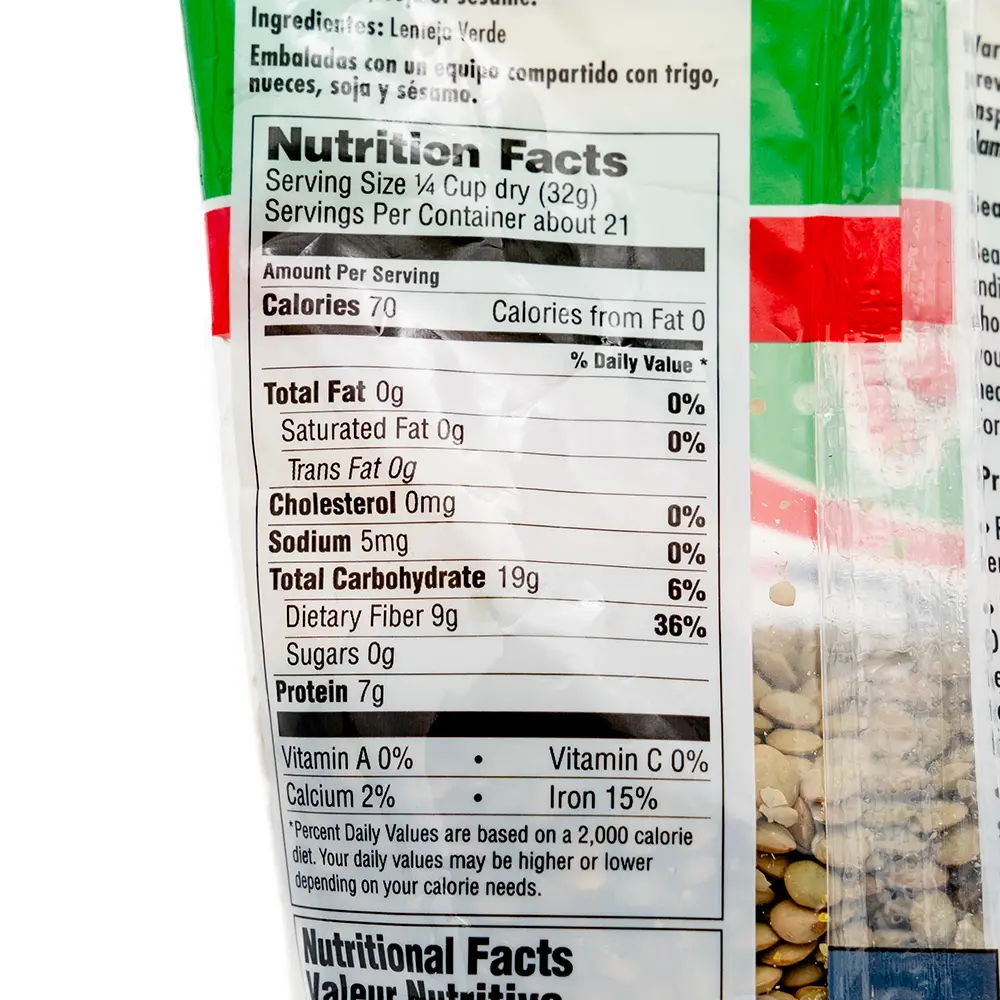 sésamo.
Ingredientes: Lenteja Verde
Embaladas con un equipo compartido con trigo,
nueces, soja y sésamo.
Nutrition Facts
Serving Size ¼ Cup dry (32g)
Servings Per Container about 21
Amount Per Serving
Calories 70 Calories from Fat 0
% Daily Value *
Total Fat 0g 0%
Saturated Fat 0g 0%
Trans Fat 0g
Cholesterol 0mg 0%
Sodium 5mg 0%
Total Carbohydrate 19g 6%
Dietary Fiber 9g 36%
Sugars 0g
Protein 7g
Vitamin A 0% • Vitamin C 0%
Calcium 2% • Iron 15%
*Percent Daily Values are based on a 2,000 calorie
diet. Your daily values may be higher or lower
depending on your calorie needs.
Nutritional Facts
Valeur Nutritive